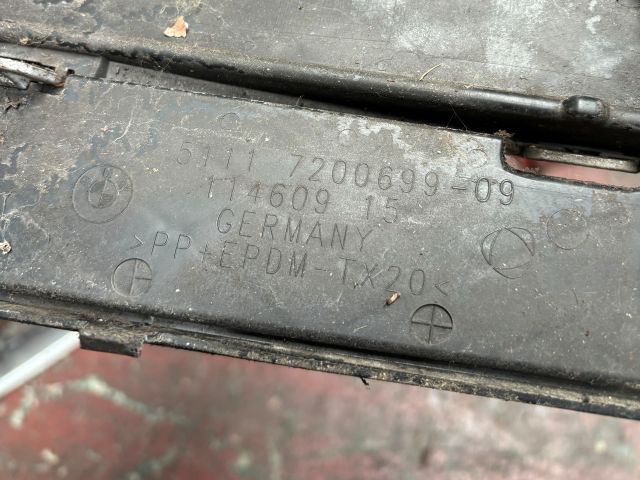 5111 7200699-09
114609 15
GERMANY
>PP+EPDM-TX20<